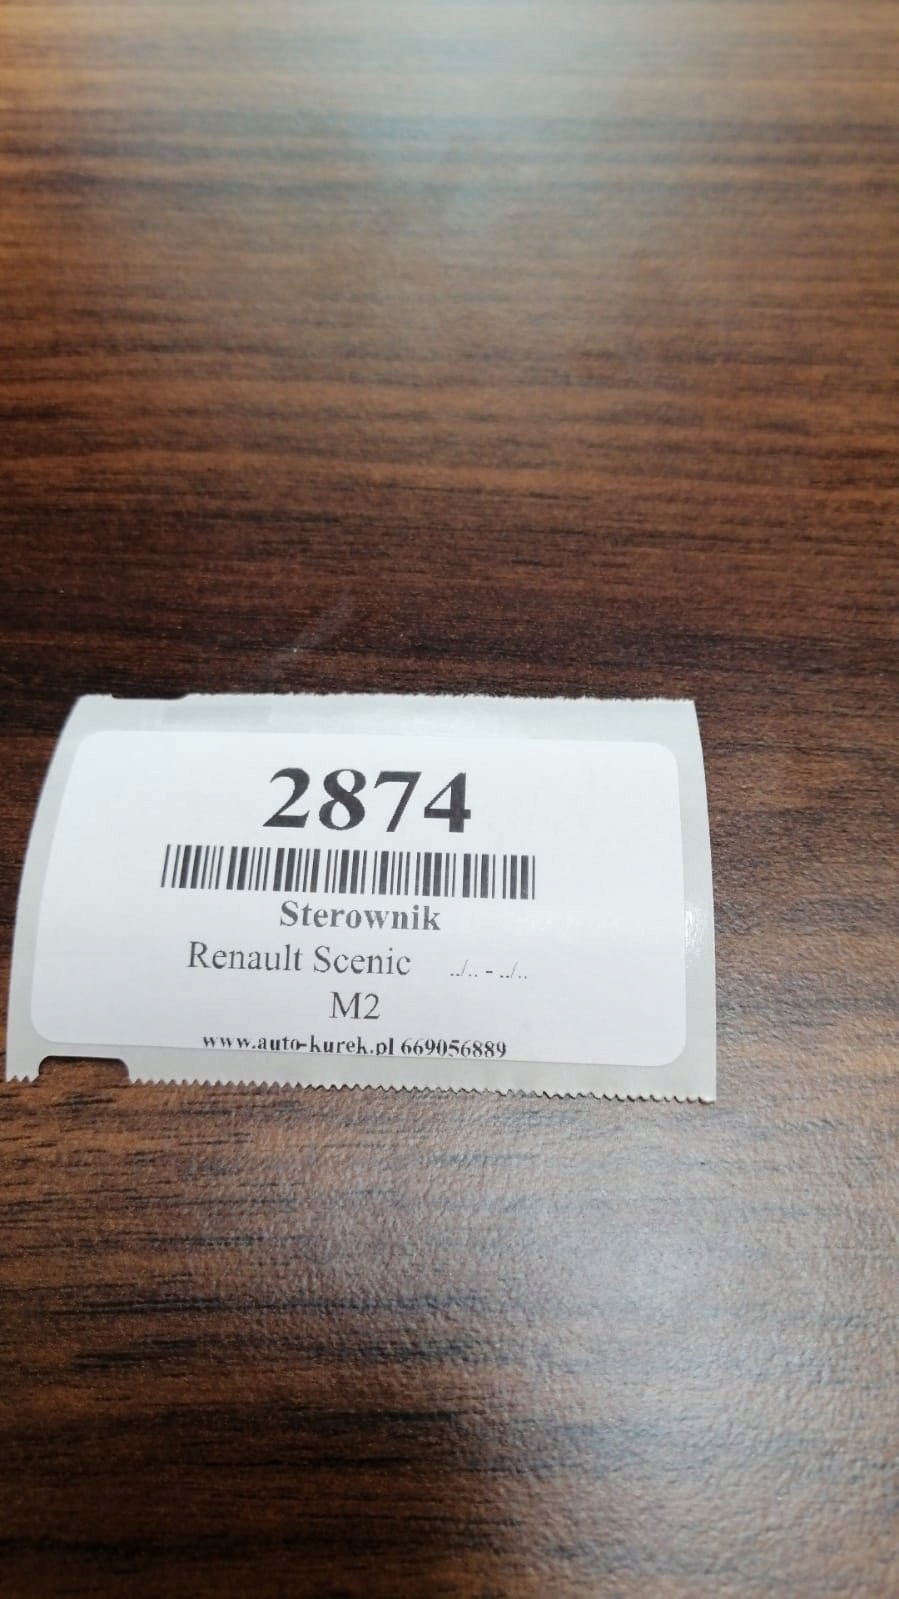 2874
Sterownik
Renault Scenic ../.. - ../..
M2
www.auto-kurek.pl 669056889